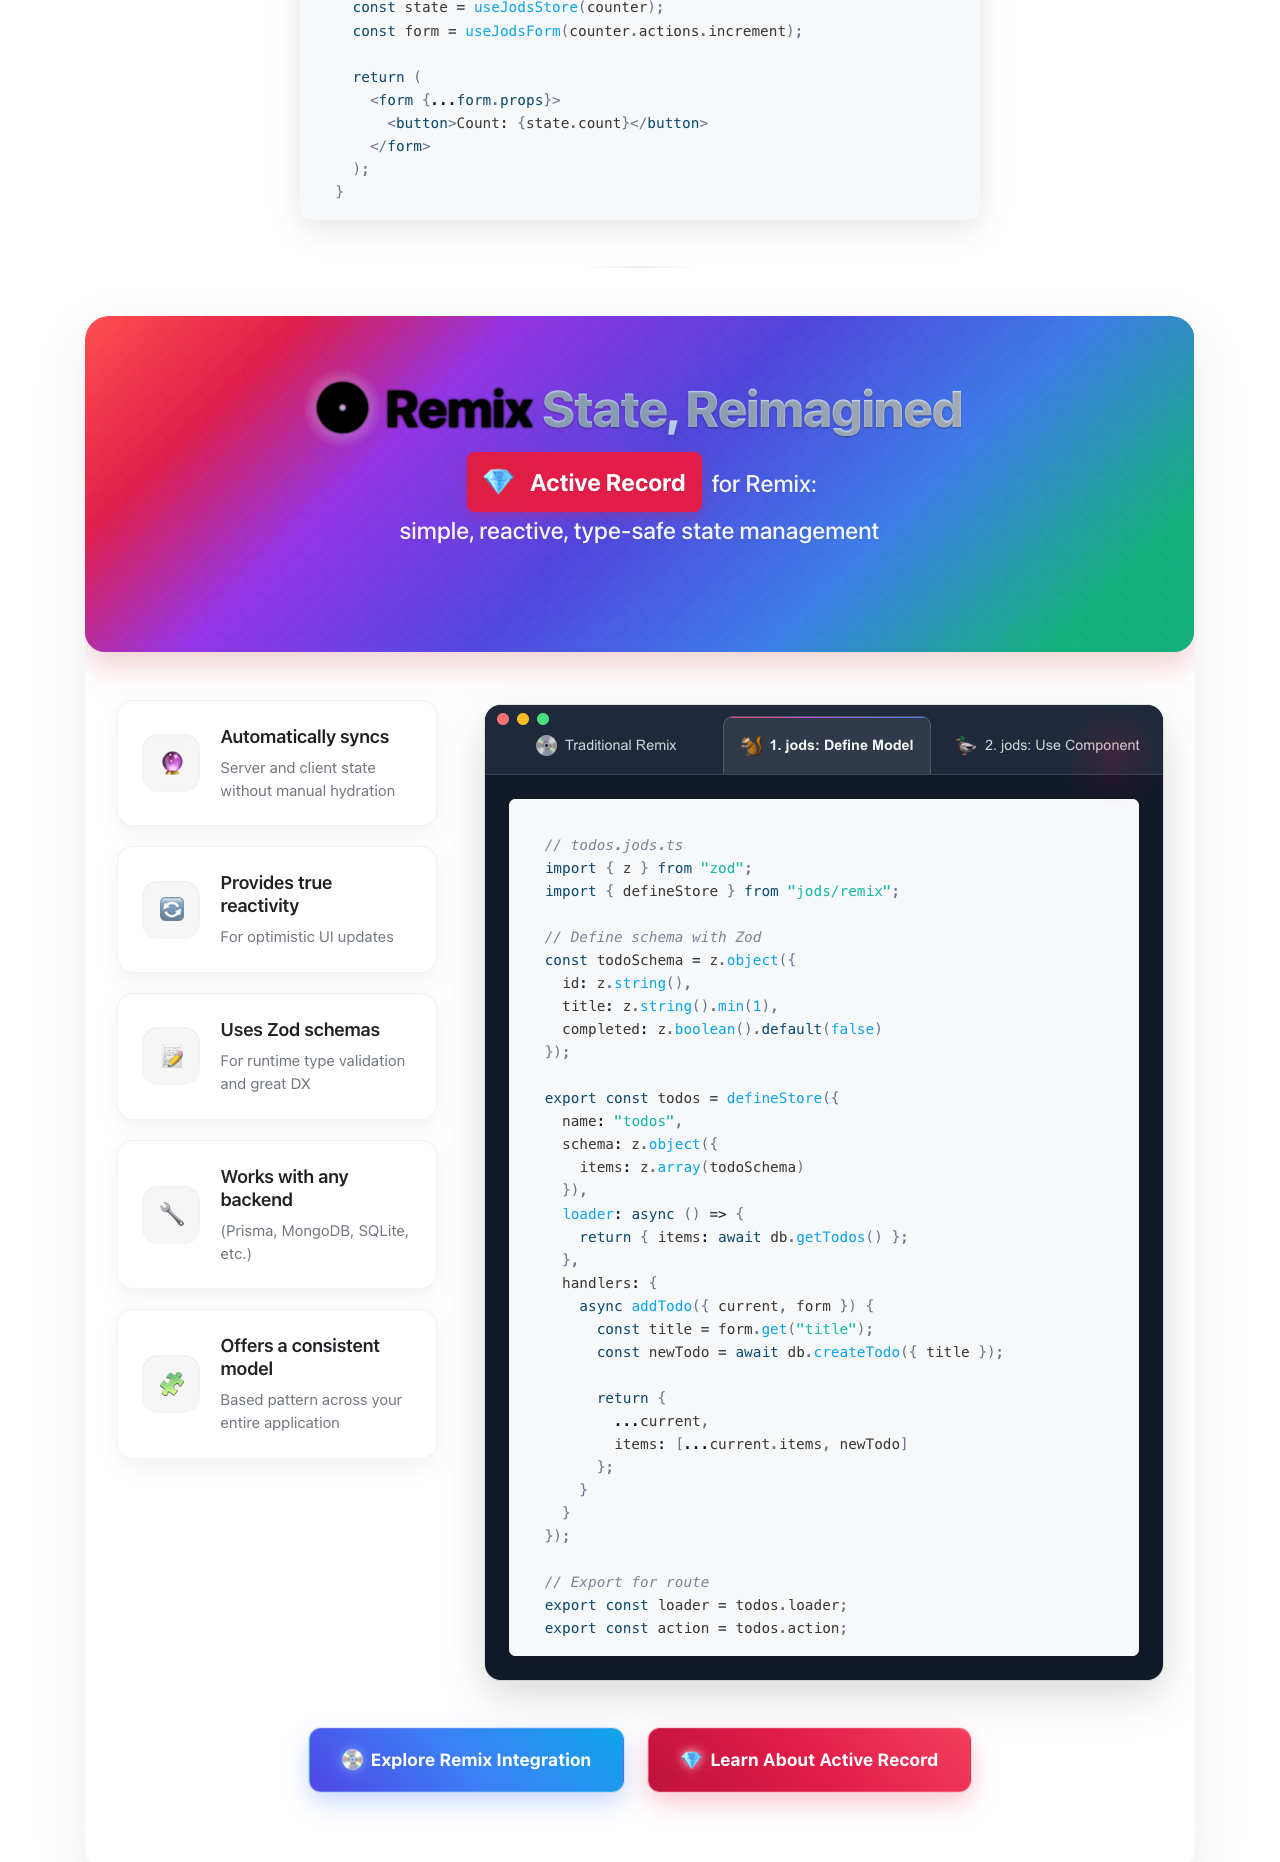 const state = useJodsStore(counter);
const form = useJodsForm(counter.actions.increment);
return (
<form {...form.props}>
<button>Count: {state.count}</button>
</form>
);
}
Remix State, Reimagined
Active Record for Remix:
simple, reactive, type-safe state management
Automatically syncs
Server and client state
without manual hydration
Provides true
reactivity
For optimistic UI updates
Uses Zod schemas
For runtime type validation
and great DX
Works with any
backend
(Prisma, MongoDB, SQLite,
etc.)
Offers a consistent
model
Based pattern across your
entire application
Traditional Remix
1. jods: Define Model
2. jods: Use Component
// todos.jods.ts
import { z } from "zod";
import { defineStore } from "jods/remix";
// Define schema with Zod
const todoSchema = z.object({
id: z.string(),
title: z.string().min(1),
completed: z.boolean().default(false)
});
export const todos = defineStore({
name: "todos",
schema: z.object({
items: z.array(todoSchema)
}),
loader: async () => {
return { items: await db.getTodos() };
},
handlers: {
async addTodo({ current, form }) {
const title = form.get("title");
const newTodo = await db.createTodo({ title });
return {
...current,
items: [...current.items, newTodo]
};
}
}
});
// Export for route
export const loader = todos.loader;
export const action = todos.action;
Explore Remix Integration
Learn About Active Record